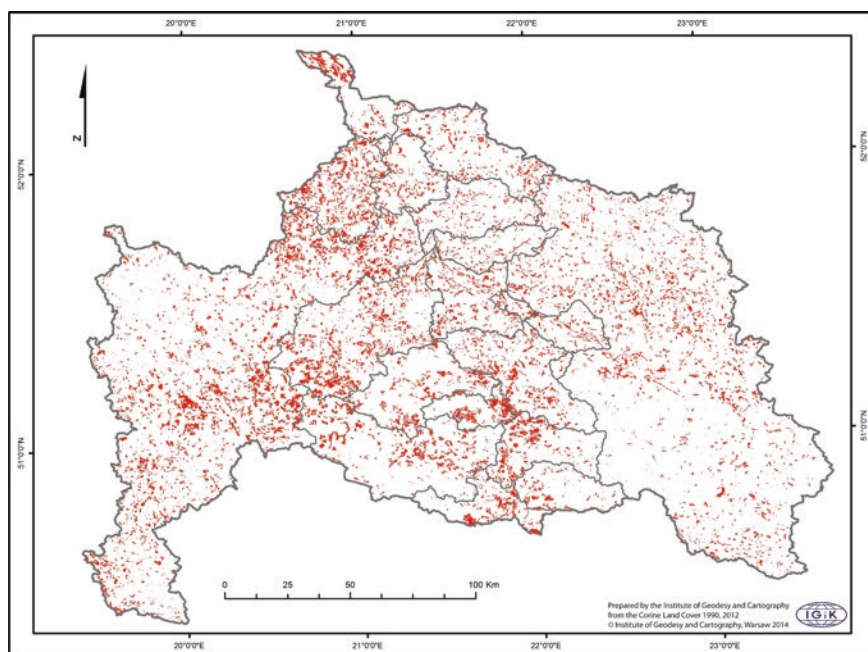 20°0'0"E 21°0'0"E 22°0'0"E 23°0'0"E
N
52°0'0"N 52°0'0"N
51°0'0"N 51°0'0"N
0 25 50 100 Km
Prepared by the Institute of Geodesy and Cartography
from the Corine Land Cover 1990, 2012
© Institute of Geodesy and Cartography, Warsaw 2014
IGiK
20°0'0"E 21°0'0"E 22°0'0"E 23°0'0"E